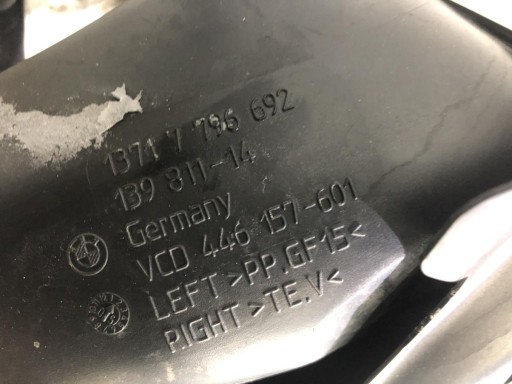 1371 7 796 692
139 811-14
Germany
VCD 446 157-601
LEFT >PP.GF15<
RIGHT >TE.V<